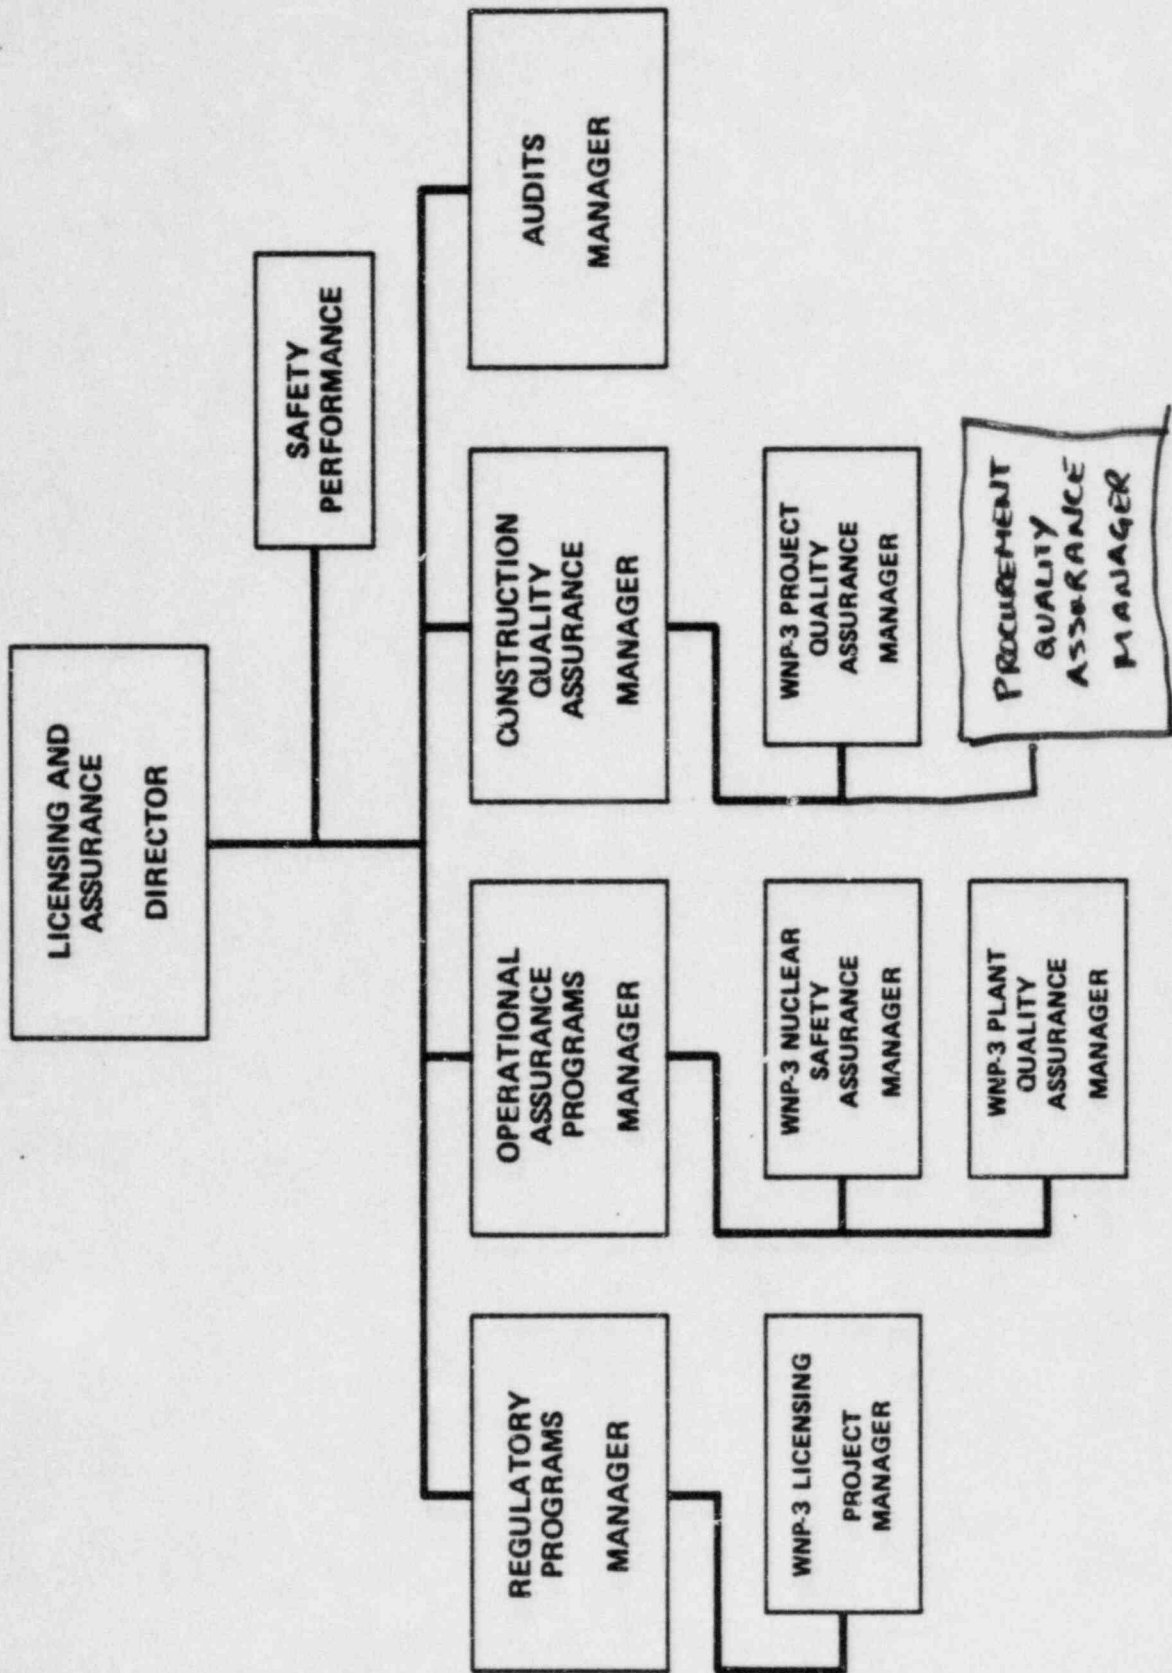 LICENSING AND
ASSURANCE
DIRECTOR
SAFETY
PERFORMANCE
REGULATORY
PROGRAMS
MANAGER
OPERATIONAL
ASSURANCE
PROGRAMS
MANAGER
CONSTRUCTION
QUALITY
ASSURANCE
MANAGER
AUDITS
MANAGER
WNP-3 LICENSING
PROJECT
MANAGER
WNP-3 NUCLEAR
SAFETY
ASSURANCE
MANAGER
WNP-3 PROJECT
QUALITY
ASSURANCE
MANAGER
WNP-3 PLANT
QUALITY
ASSURANCE
MANAGER
PROCUREMENT
QUALITY
ASSURANCE
MANAGER